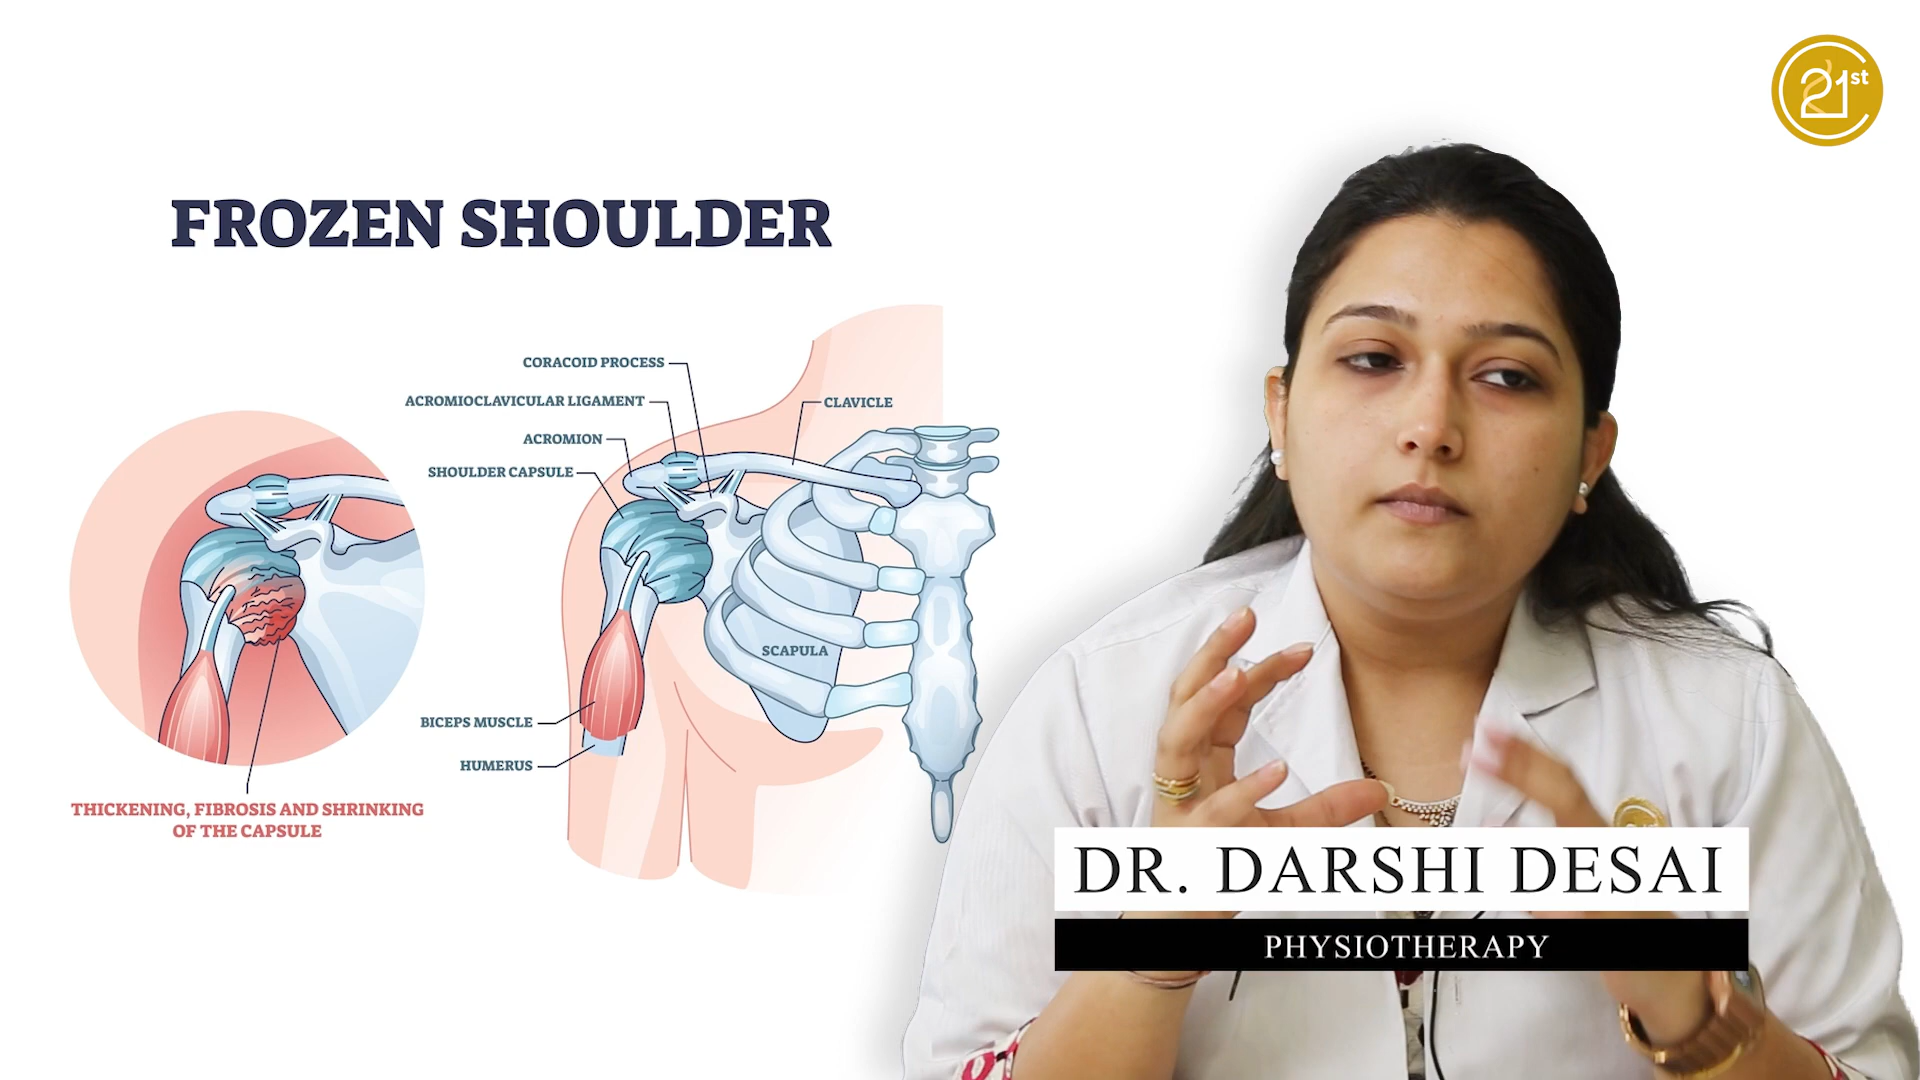 21st
FROZEN SHOULDER
CORACOID PROCESS
ACROMIOCLAVICULAR LIGAMENT
CLAVICLE
ACROMION
SHOULDER CAPSULE
SCAPULA
BICEPS MUSCLE
HUMERUS
THICKENING, FIBROSIS AND SHRINKING
OF THE CAPSULE
DR. DARSHI DESAI
PHYSIOTHERAPY